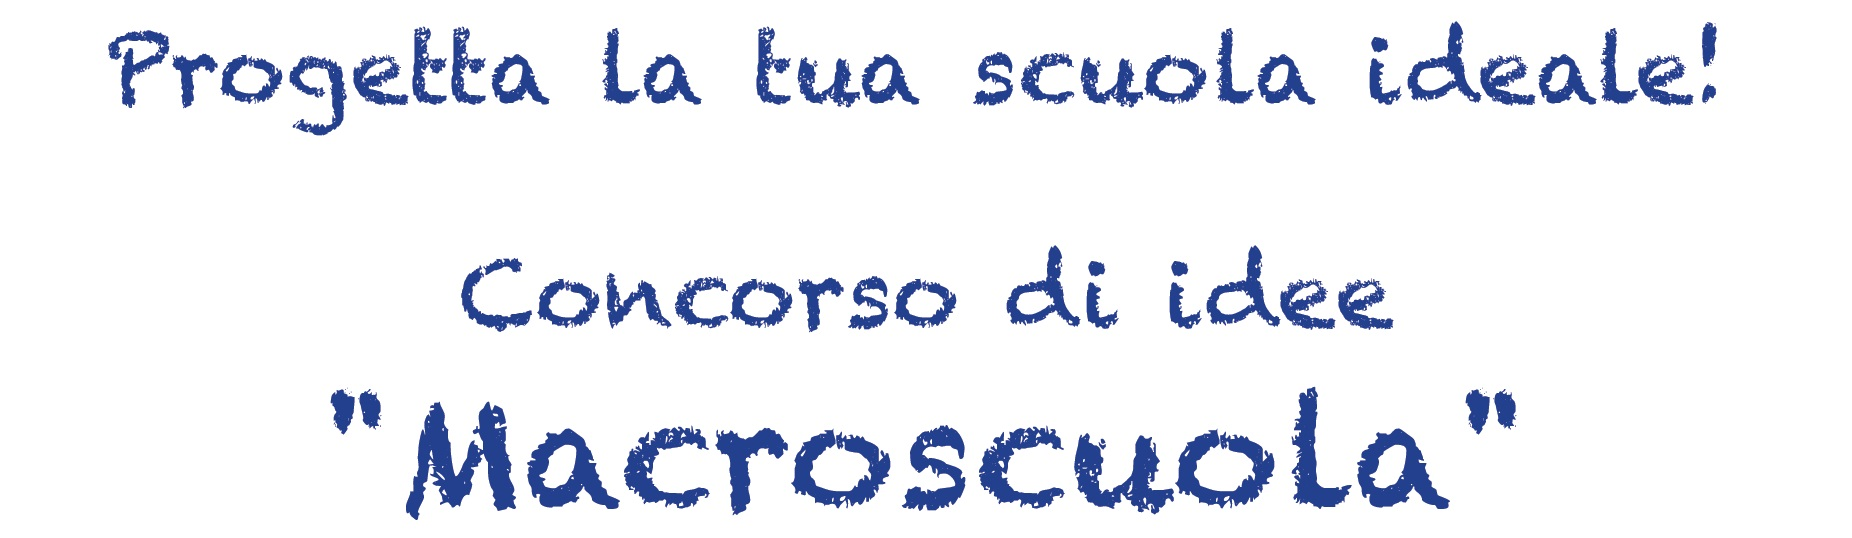 Progetta la tua scuola ideale!
Concorso di idee
"Macroscuola"